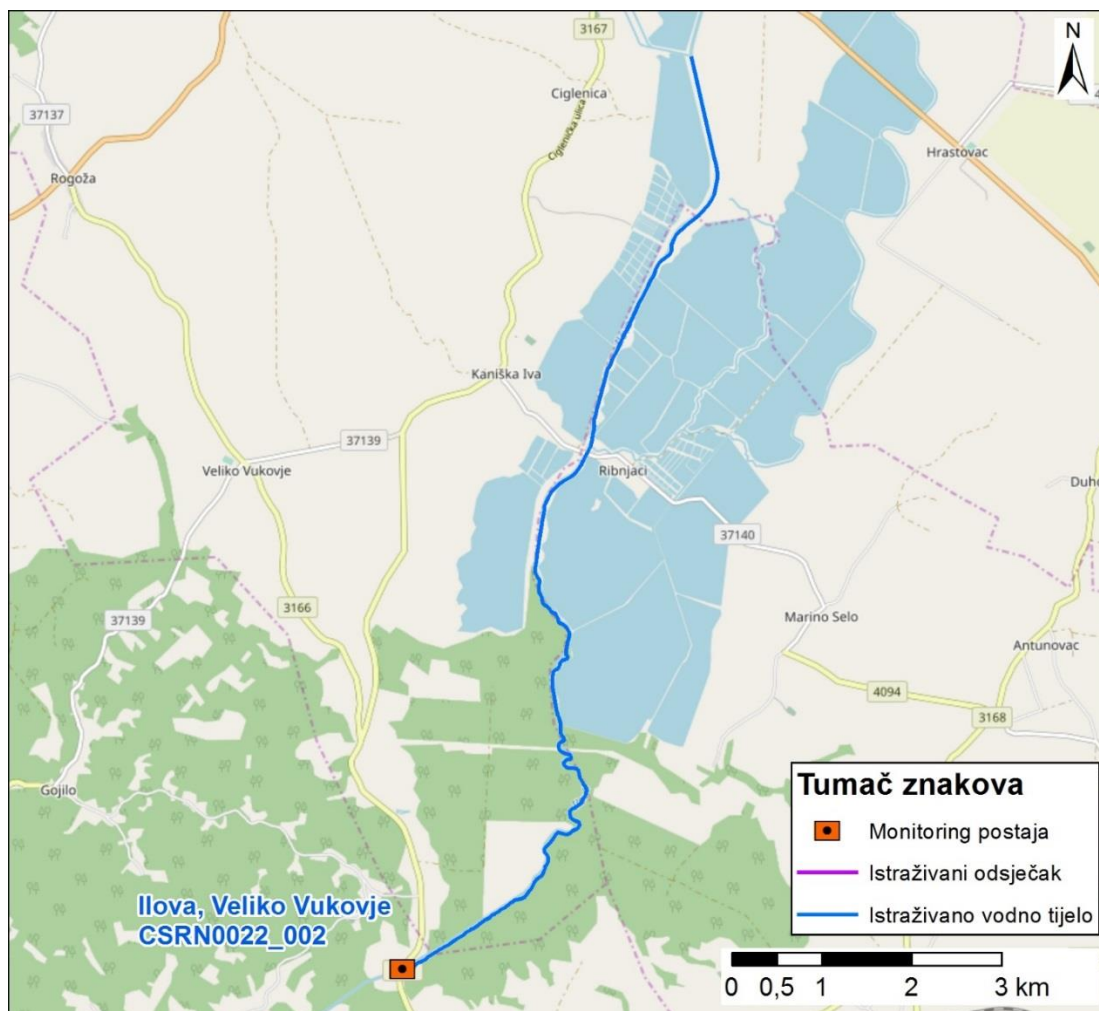 N
3167
Ciglenica
Ciglenička ulica
37137
Rogoža
Hrastovac
4
Kaniška Iva
37139
Veliko Vukovje
Ribnjaci
Duho
37140
3166
37139
Marino Selo
Antunovac
4094
3168
Gojilo
Ilova, Veliko Vukovje
CSRN0022_002
Tumač znakova
Monitoring postaja
Istraživani odsječak
Istraživano vodno tijelo
0 0,5 1 2 3 km